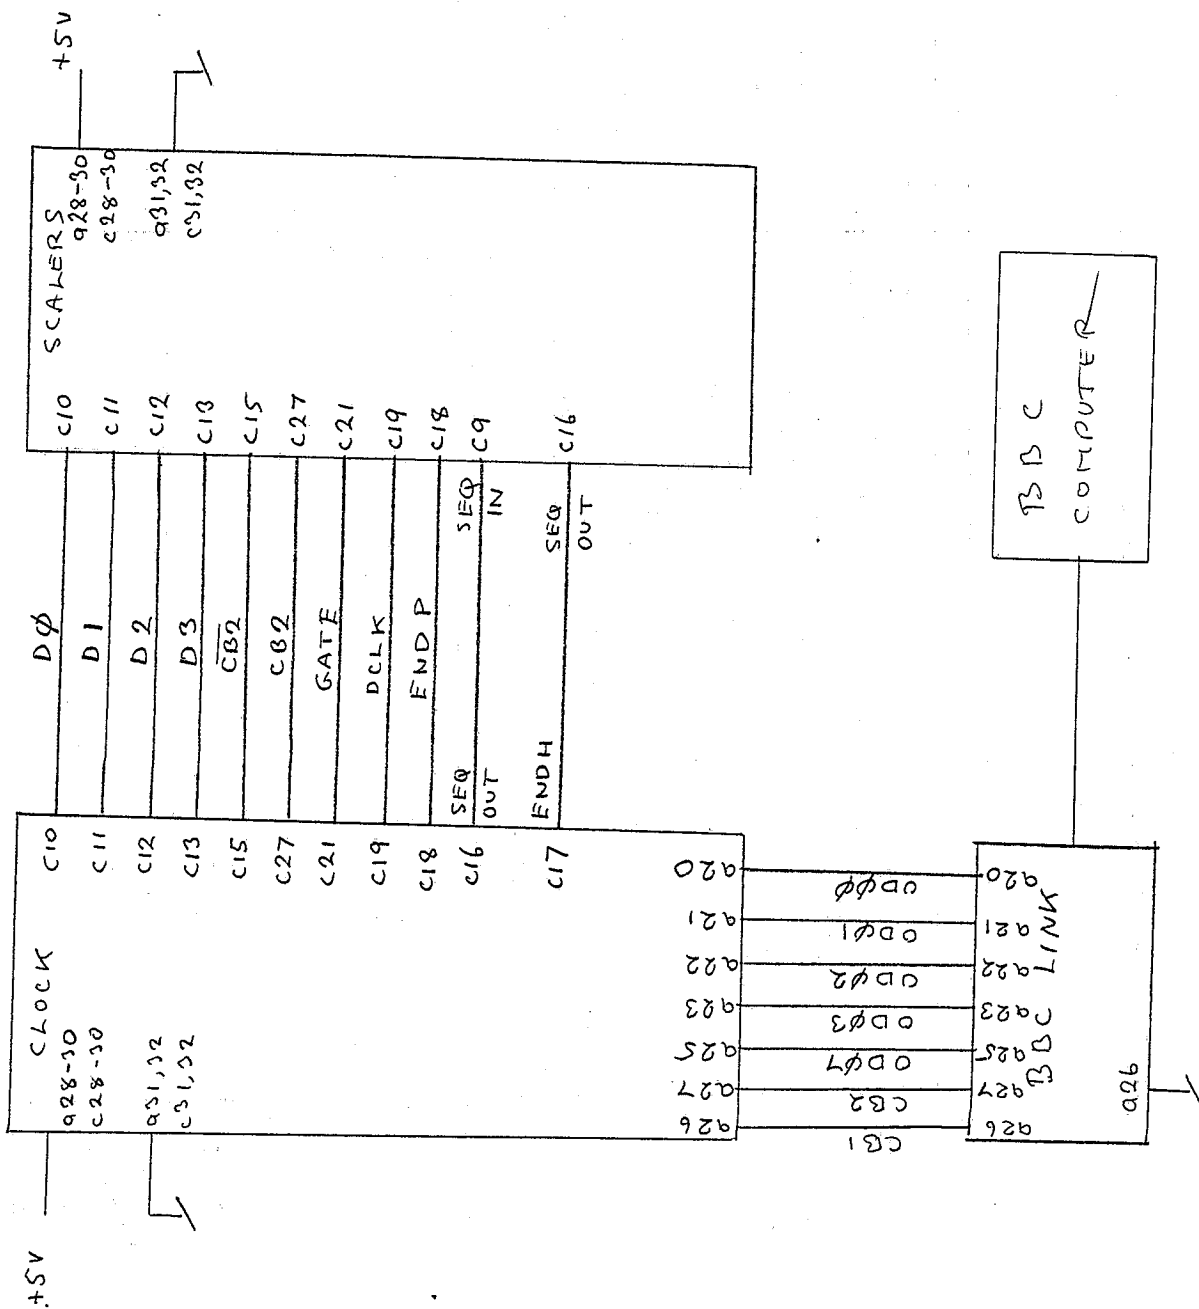 +5V
CLOCK
a28-30
c28-30
a31,32
c31,32
C10
C11
C12
C13
C15
C27
C21
C19
C18
C16
C17
DØ
D1
D2
D3
C̅B̅2̅
CB2
GATE
DCLK
ENDP
SEQ
OUT
SEQ
IN
ENDH
SEQ
OUT
SCALERS
a28-30
c28-30
a31,32
c31,32
+5V
C10
C11
C12
C13
C15
C27
C21
C19
C18
C9
C16
a26
a27
a25
a23
a22
a21
a20
CB1
CB2
ODØ7
ODØ3
ODØ2
ODØ1
ODØØ
a26
a27
a25
a23
a22
a21
a20
BBC LINK
a26
BBC
COMPUTER